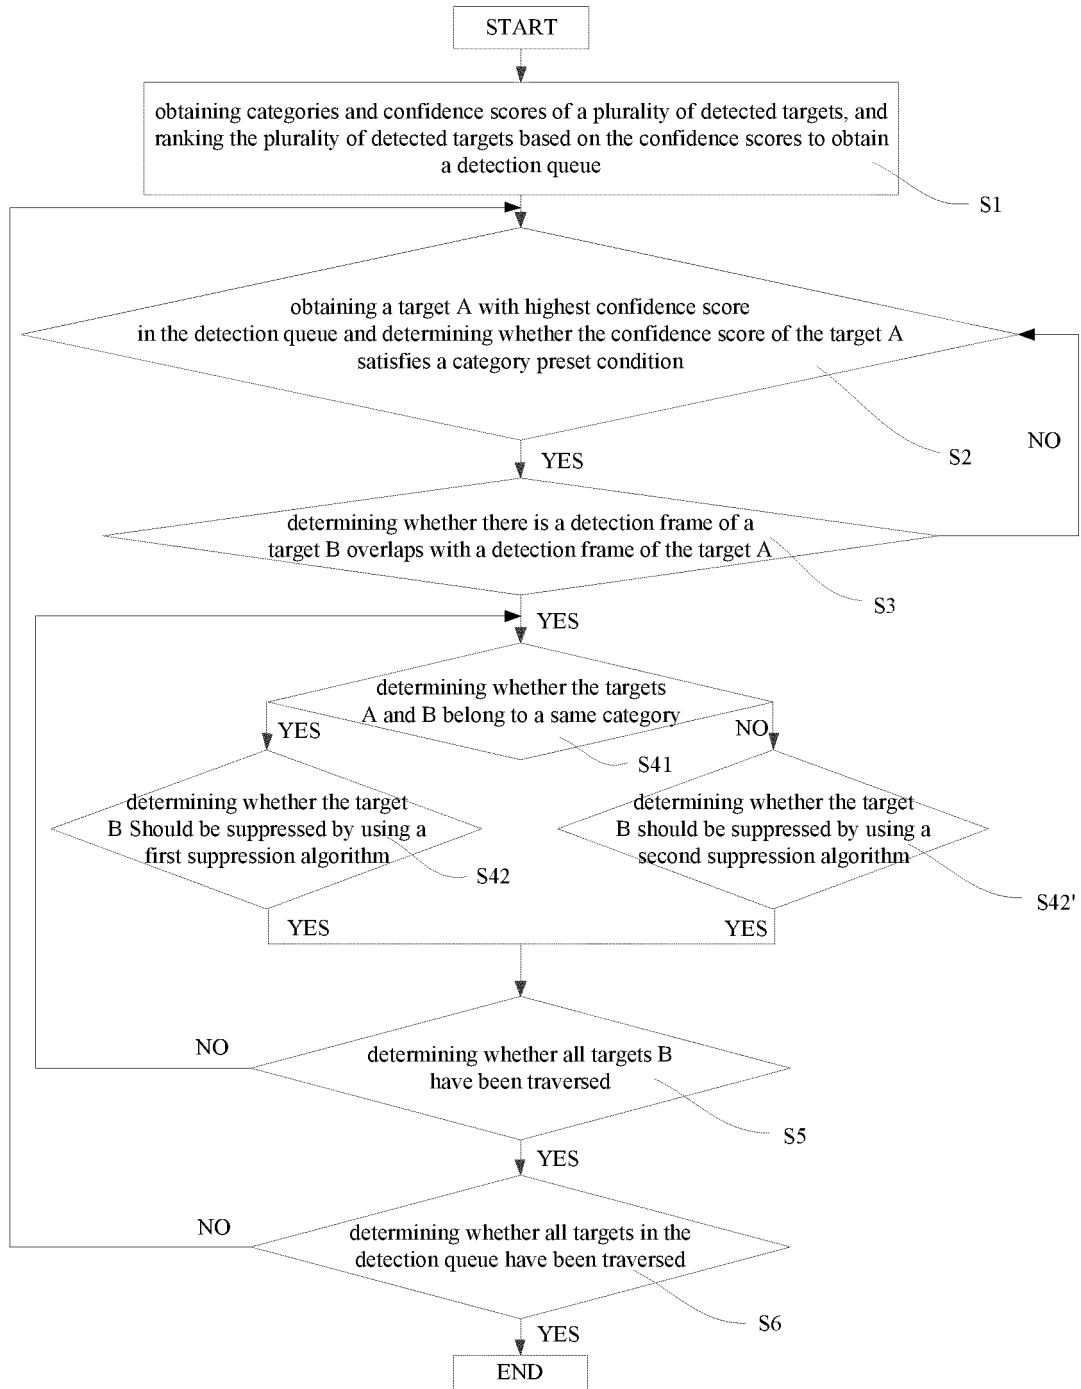 START
obtaining categories and confidence scores of a plurality of detected targets, and
ranking the plurality of detected targets based on the confidence scores to obtain
a detection queue
S1
obtaining a target A with highest confidence score
in the detection queue and determining whether the confidence score of the target A
satisfies a category preset condition
NO
S2
YES
determining whether there is a detection frame of a
target B overlaps with a detection frame of the target A
S3
YES
determining whether the targets
A and B belong to a same category
YES
NO
S41
determining whether the target
B Should be suppressed by using a
first suppression algorithm
S42
determining whether the target
B should be suppressed by using a
second suppression algorithm
S42'
YES
YES
NO
determining whether all targets B
have been traversed
S5
YES
NO
determining whether all targets in the
detection queue have been traversed
S6
YES
END